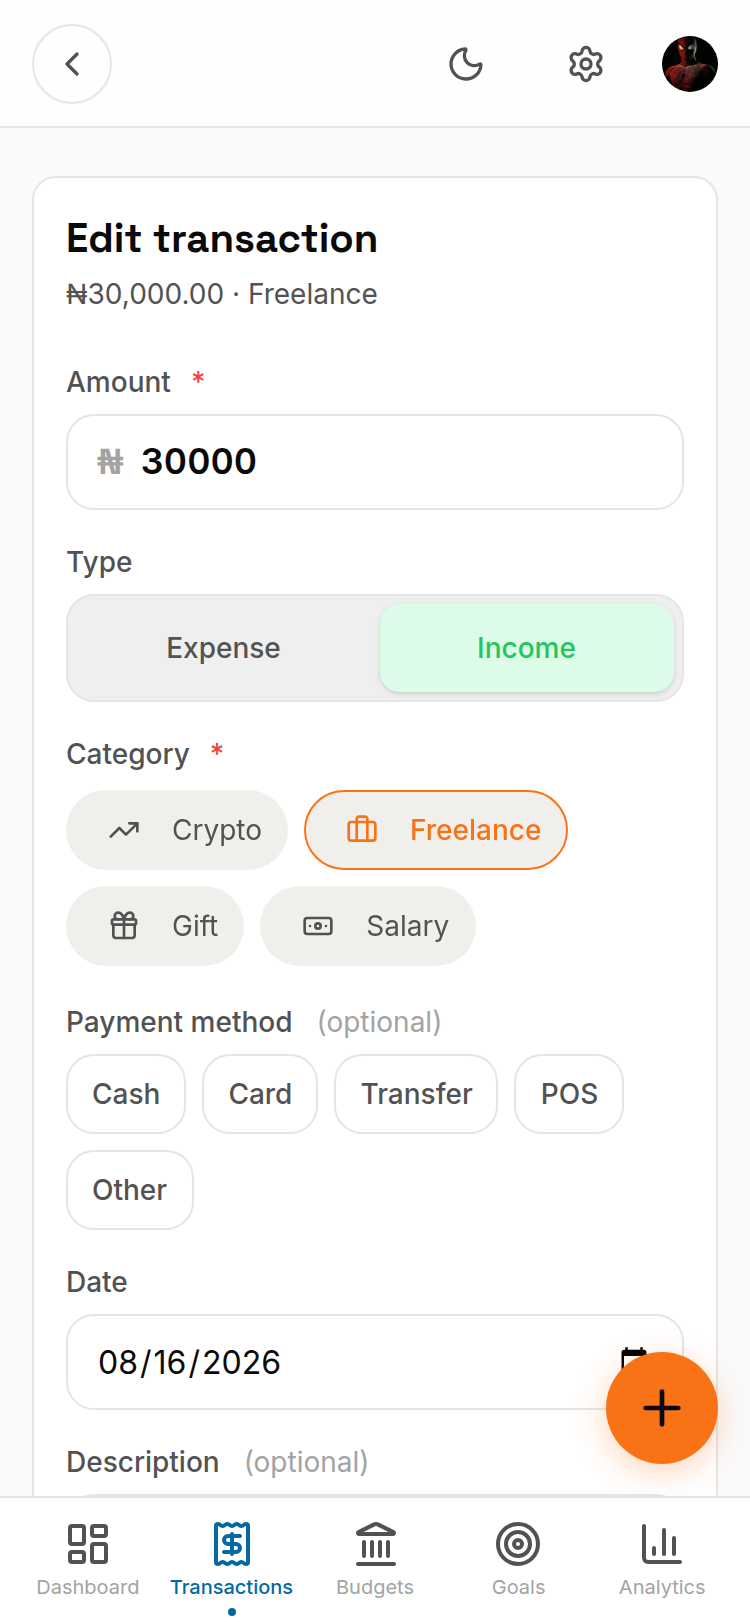 Edit transaction
₦30,000.00 · Freelance
Amount *
₦ 30000
Type
Expense Income
Category *
Crypto Freelance
Gift Salary
Payment method (optional)
Cash Card Transfer POS
Other
Date
08/16/2026
Description (optional)
Dashboard Transactions Budgets Goals Analytics